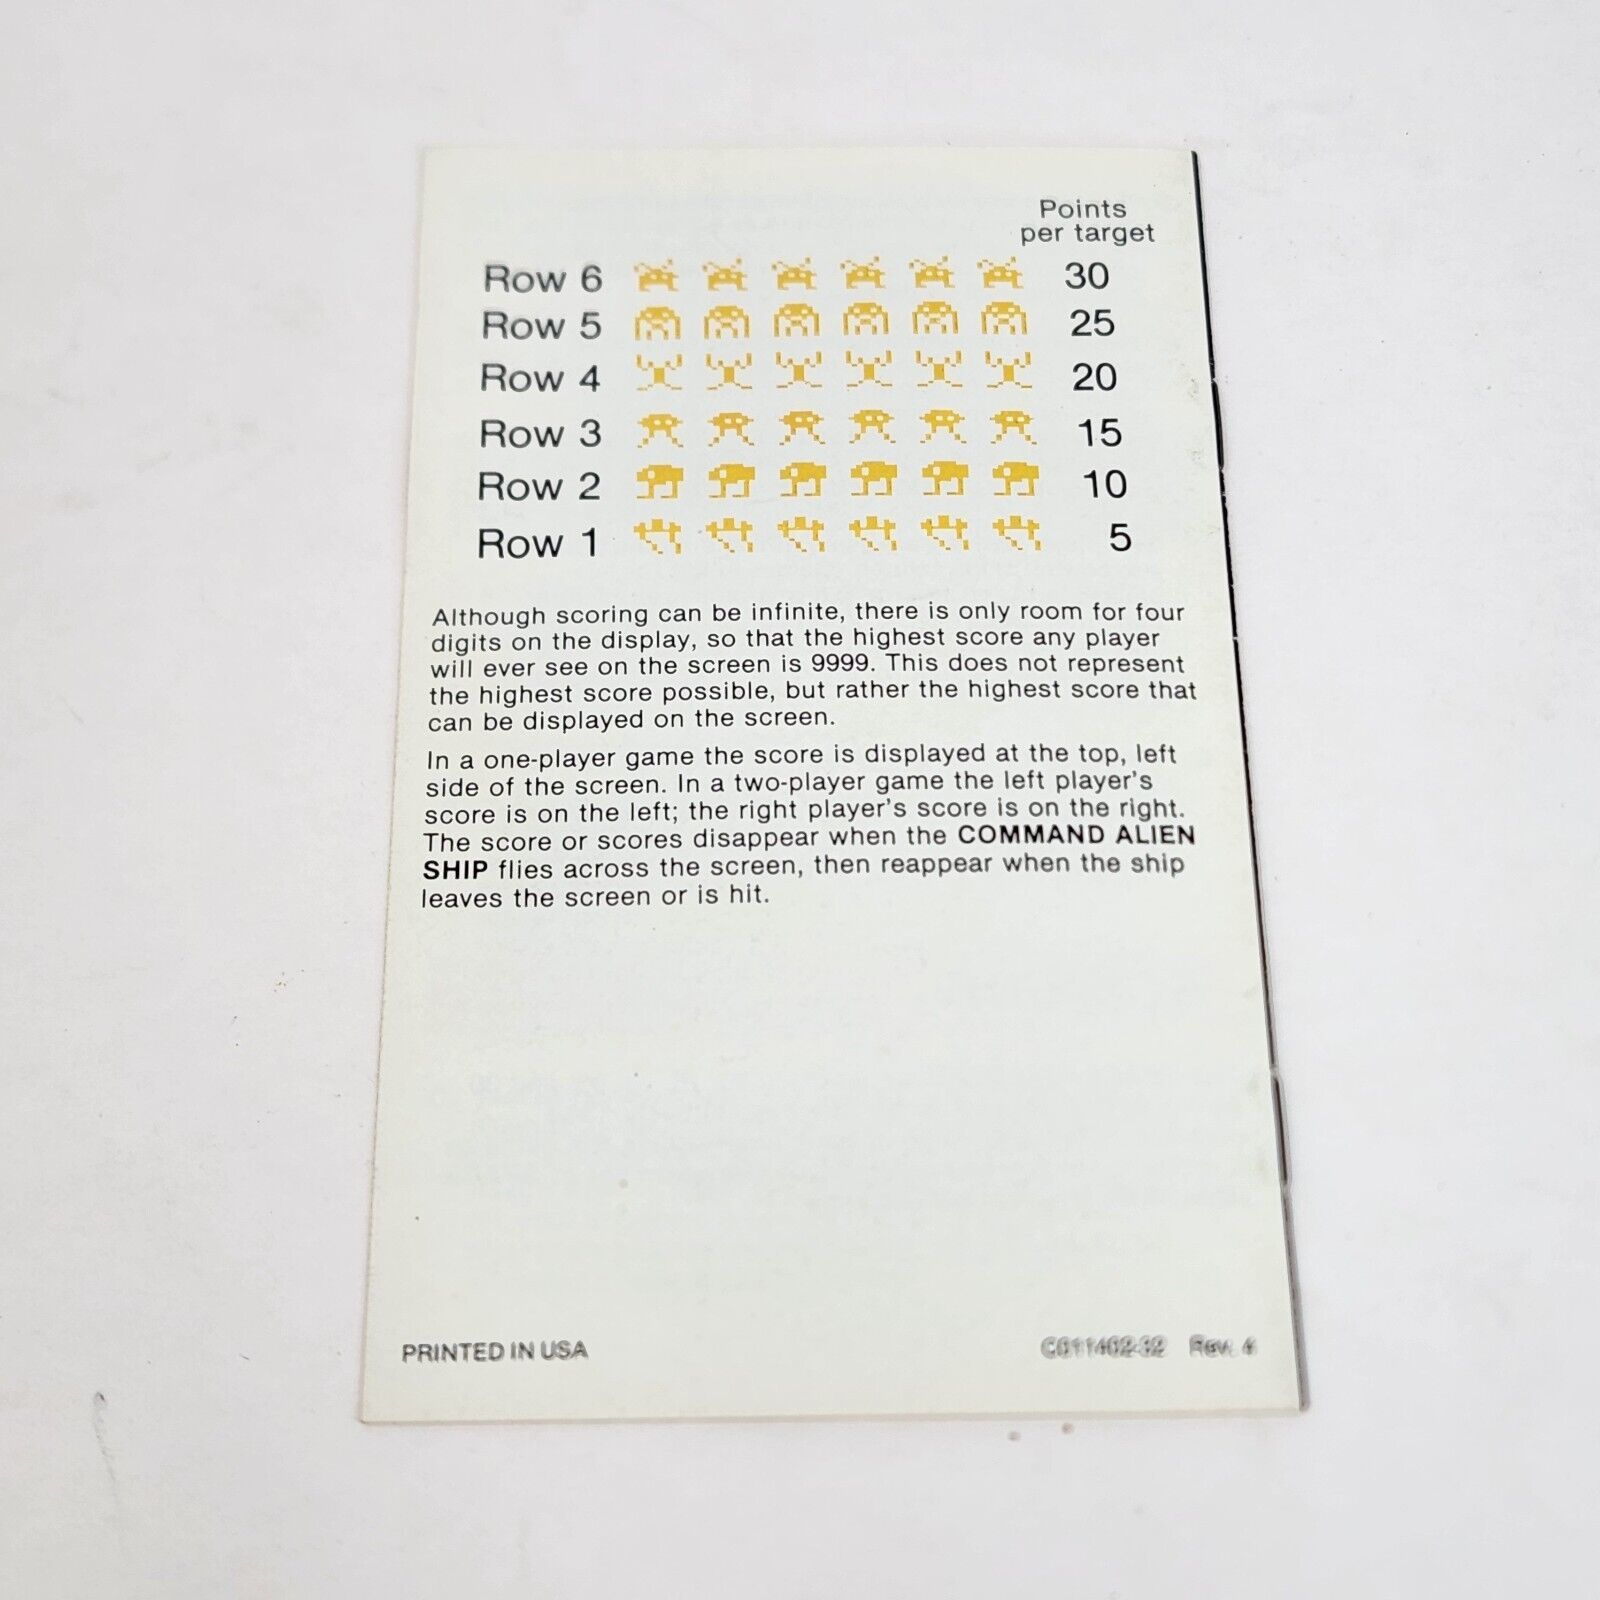 Points
per target
Row 6 30
Row 5 25
Row 4 20
Row 3 15
Row 2 10
Row 1 5
Although scoring can be infinite, there is only room for four
digits on the display, so that the highest score any player
will ever see on the screen is 9999. This does not represent
the highest score possible, but rather the highest score that
can be displayed on the screen.
In a one-player game the score is displayed at the top, left
side of the screen. In a two-player game the left player's
score is on the left; the right player's score is on the right.
The score or scores disappear when the COMMAND ALIEN
SHIP flies across the screen, then reappear when the ship
leaves the screen or is hit.
PRINTED IN USA
Rev. 4